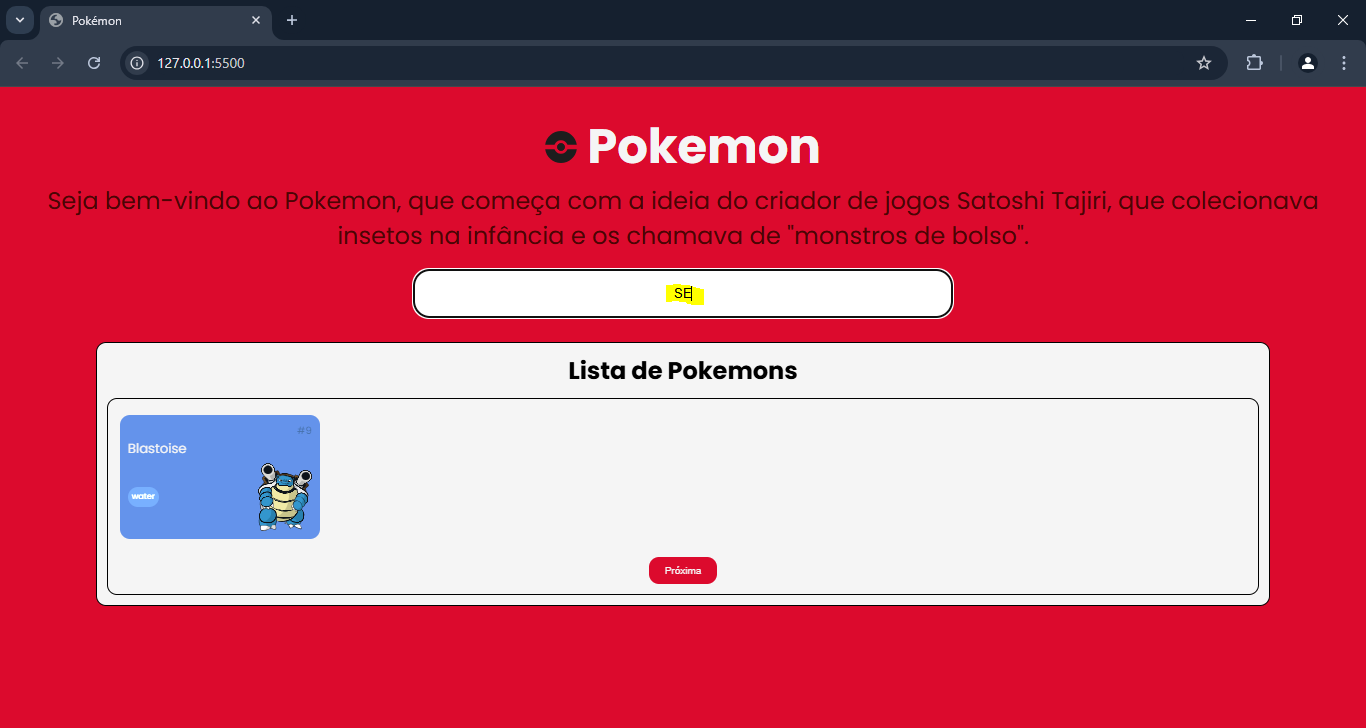 Pokémon
127.0.0.1:5500
Pokemon
Seja bem-vindo ao Pokemon, que começa com a ideia do criador de jogos Satoshi Tajiri, que colecionava
insetos na infância e os chamava de "monstros de bolso".
SE
Lista de Pokemons
#9
Blastoise
water
Próxima